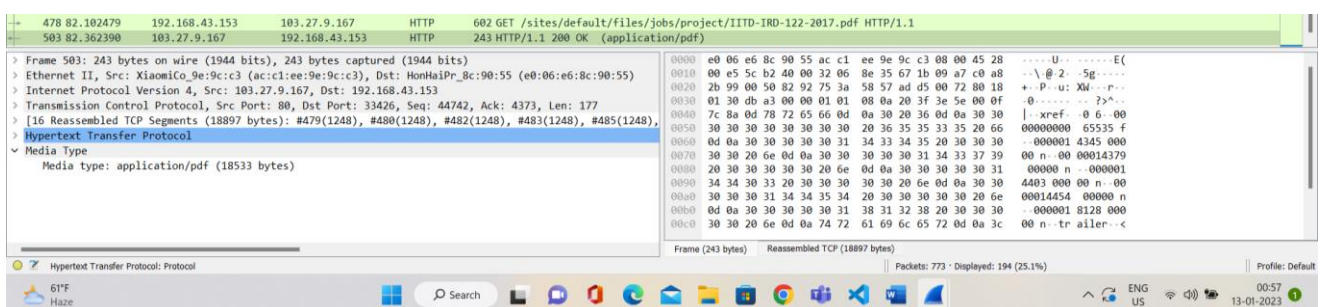 478 82.102479 192.168.43.153 103.27.9.167 HTTP 602 GET /sites/default/files/jobs/project/IITD-IRD-122-2017.pdf HTTP/1.1
503 82.362390 103.27.9.167 192.168.43.153 HTTP 243 HTTP/1.1 200 OK (application/pdf)
> Frame 503: 243 bytes on wire (1944 bits), 243 bytes captured (1944 bits)
> Ethernet II, Src: XiaomiCo_9e:9c:c3 (ac:c1:ee:9e:9c:c3), Dst: HonHaiPr_8c:90:55 (e0:06:e6:8c:90:55)
> Internet Protocol Version 4, Src: 103.27.9.167, Dst: 192.168.43.153
> Transmission Control Protocol, Src Port: 80, Dst Port: 33426, Seq: 44742, Ack: 4373, Len: 177
> [16 Reassembled TCP Segments (18897 bytes): #479(1248), #480(1248), #482(1248), #483(1248), #485(1248),
> Hypertext Transfer Protocol
Media Type
Media type: application/pdf (18533 bytes)
0000 e0 06 e6 8c 90 55 ac c1 ee 9e 9c c3 08 00 45 28 ·····U·· ······E(
0010 00 e5 5c b2 40 00 32 06 8e 35 67 1b 09 a7 c0 a8 ··\·@·2· ·5g·····
0020 2b 99 00 50 82 92 75 3a 58 57 ad d5 00 72 80 18 +··P··u: XW···r··
0030 01 30 db a3 00 00 01 01 08 0a 20 3f 3e 5e 00 0f ·0······ ·· ?>^··
0040 7c 8a 0d 78 72 65 66 0d 0a 30 20 36 0d 0a 30 30 |··xref· ·0 6··00
0050 30 30 30 30 30 30 30 30 20 36 35 35 33 35 20 66 00000000 65535 f
0060 0d 0a 30 30 30 30 30 31 34 33 34 35 20 30 30 30 ··000001 4345 000
0070 30 30 20 6e 0d 0a 30 30 30 30 30 31 34 33 37 39 00 n··00 00014379
0080 20 30 30 30 30 30 20 6e 0d 0a 30 30 30 30 30 31 00000 n ··000001
0090 34 34 30 33 20 30 30 30 30 30 20 6e 0d 0a 30 30 4403 000 00 n··00
00a0 30 30 30 31 34 34 35 34 20 30 30 30 30 30 20 6e 00014454 00000 n
00b0 0d 0a 30 30 30 30 30 31 38 31 32 38 20 30 30 30 ··000001 8128 000
00c0 30 30 20 6e 0d 0a 74 72 61 69 6c 65 72 0d 0a 3c 00 n··tr ailer··<
Frame (243 bytes) Reassembled TCP (18897 bytes)
Hypertext Transfer Protocol: Protocol Packets: 773 · Displayed: 194 (25.1%) Profile: Default
61°F
Haze
Search
ENG
US
00:57
13-01-2023
1